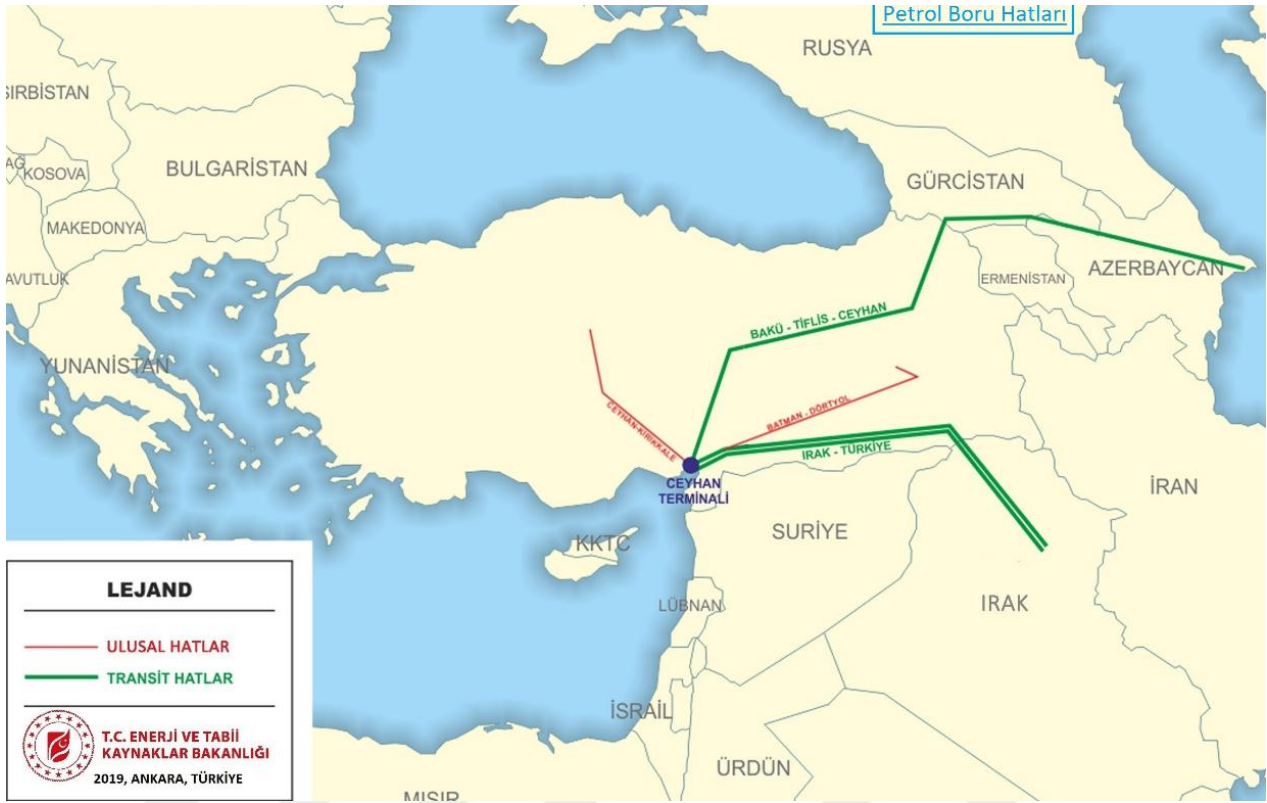 Petrol Boru Hatları
RUSYA
SIRBİSTAN
BULGARİSTAN
KOSOVA
MAKEDONYA
AVUTLUK
YUNANİSTAN
GÜRCİSTAN
ERMENİSTAN
AZERBAYCAN
BAKÜ - TİFLİS - CEYHAN
CEYHAN-KIRIKKALE
BATMAN - DÖRTYOL
IRAK - TÜRKİYE
CEYHAN
TERMİNALİ
İRAN
SURİYE
KKTC
LÜBNAN
IRAK
İSRAİL
ÜRDÜN
MISIR
LEJAND
ULUSAL HATLAR
TRANSİT HATLAR
T.C. ENERJİ VE TABİİ
KAYNAKLAR BAKANLIĞI
2019, ANKARA, TÜRKİYE